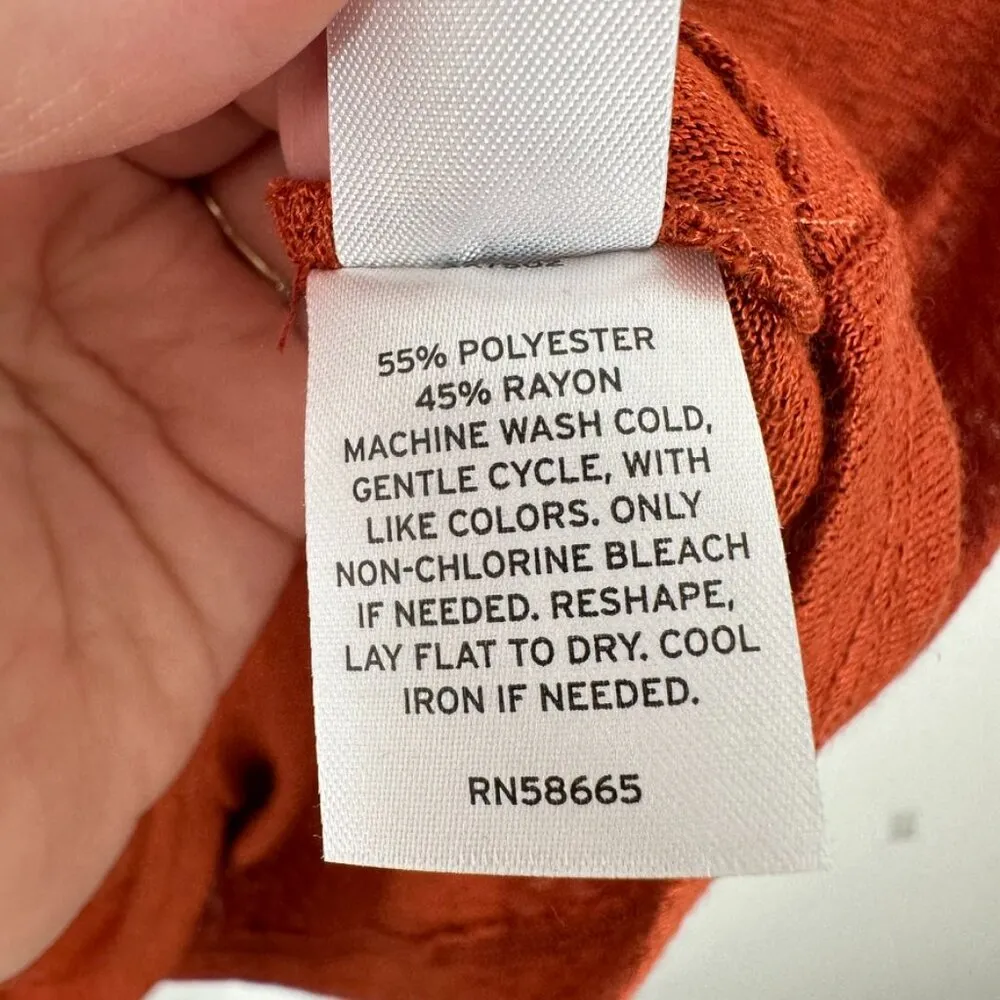 55% POLYESTER
45% RAYON
MACHINE WASH COLD,
GENTLE CYCLE, WITH
LIKE COLORS. ONLY
NON-CHLORINE BLEACH
IF NEEDED. RESHAPE,
LAY FLAT TO DRY. COOL
IRON IF NEEDED.
RN58665